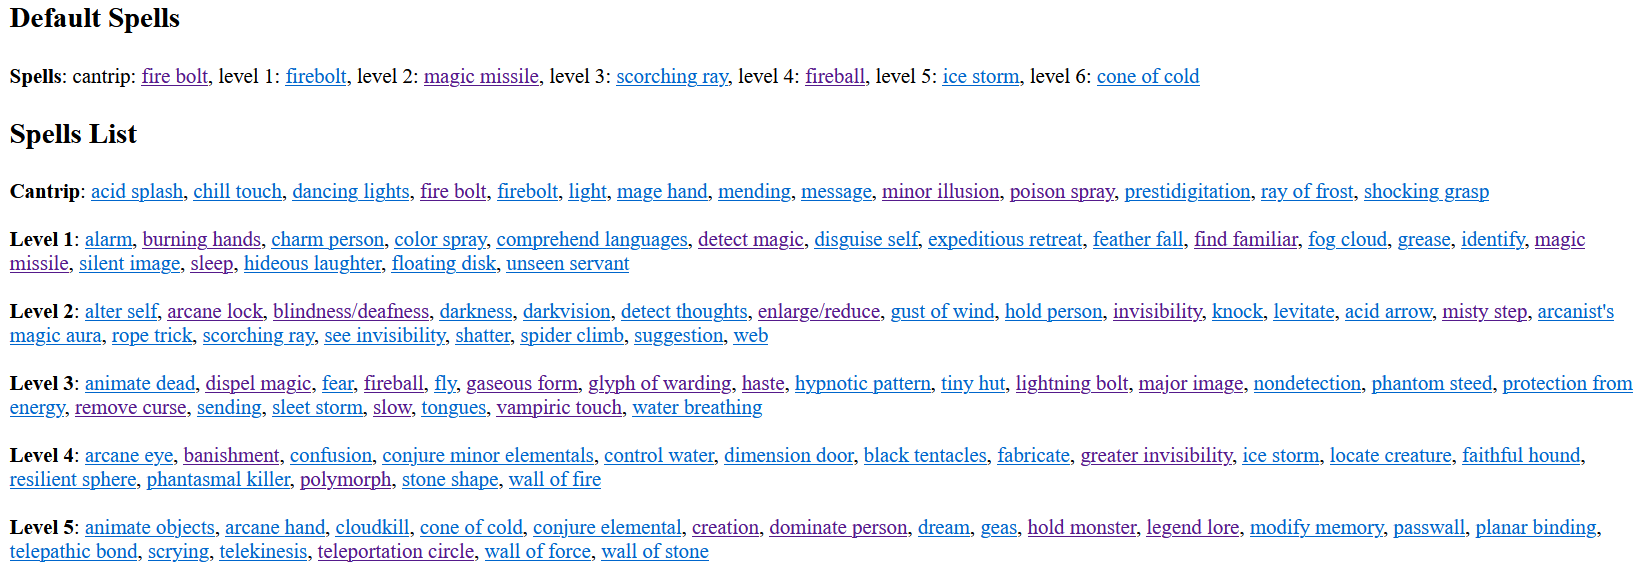 Default Spells
Spells: cantrip: fire bolt, level 1: firebolt, level 2: magic missile, level 3: scorching ray, level 4: fireball, level 5: ice storm, level 6: cone of cold
Spells List
Cantrip: acid splash, chill touch, dancing lights, fire bolt, firebolt, light, mage hand, mending, message, minor illusion, poison spray, prestidigitation, ray of frost, shocking grasp
Level 1: alarm, burning hands, charm person, color spray, comprehend languages, detect magic, disguise self, expeditious retreat, feather fall, find familiar, fog cloud, grease, identify, magic
missile, silent image, sleep, hideous laughter, floating disk, unseen servant
Level 2: alter self, arcane lock, blindness/deafness, darkness, darkvision, detect thoughts, enlarge/reduce, gust of wind, hold person, invisibility, knock, levitate, acid arrow, misty step, arcanist's
magic aura, rope trick, scorching ray, see invisibility, shatter, spider climb, suggestion, web
Level 3: animate dead, dispel magic, fear, fireball, fly, gaseous form, glyph of warding, haste, hypnotic pattern, tiny hut, lightning bolt, major image, nondetection, phantom steed, protection from
energy, remove curse, sending, sleet storm, slow, tongues, vampiric touch, water breathing
Level 4: arcane eye, banishment, confusion, conjure minor elementals, control water, dimension door, black tentacles, fabricate, greater invisibility, ice storm, locate creature, faithful hound,
resilient sphere, phantasmal killer, polymorph, stone shape, wall of fire
Level 5: animate objects, arcane hand, cloudkill, cone of cold, conjure elemental, creation, dominate person, dream, geas, hold monster, legend lore, modify memory, passwall, planar binding,
telepathic bond, scrying, telekinesis, teleportation circle, wall of force, wall of stone